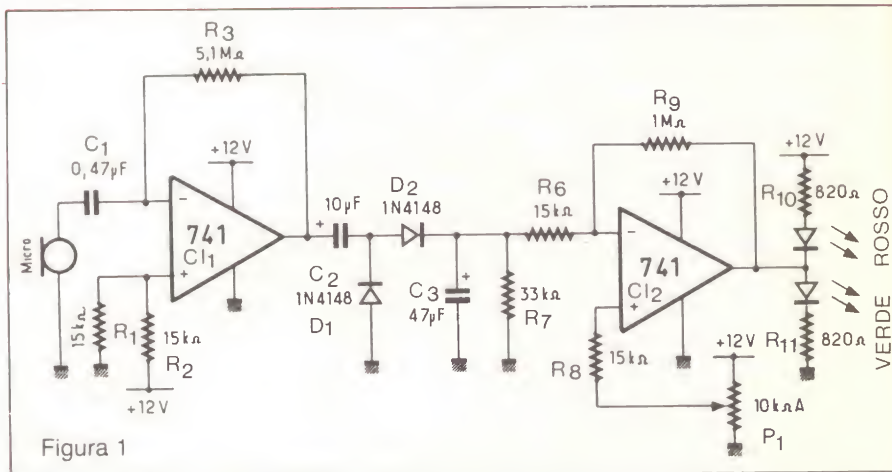 R3
5,1MΩ
C1
0,47μF
+12V
741
CI1
−
+
Micro
15kΩ
R1
15kΩ
R2
+12V
+
10μF
C2
D2
1N4148
1N4148
D1
C3
+
47μF
33kΩ
R7
R6
15kΩ
R9
1MΩ
+12V
741
CI2
−
+
R8
15kΩ
+12V
10kΩA
P1
+12V
R10
820Ω
R11
820Ω
ROSSO
VERDE
Figura 1